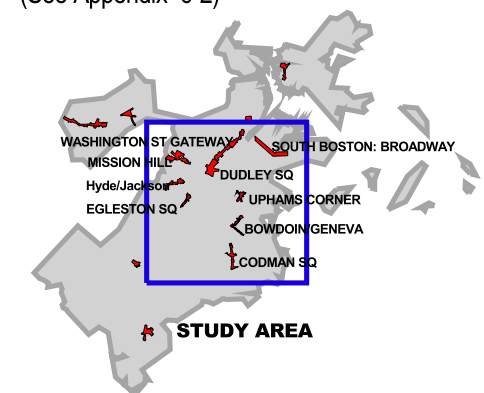 (See Appendix 6-2)
WASHINGTON ST GATEWAY
SOUTH BOSTON: BROADWAY
MISSION HILL
DUDLEY SQ
Hyde/Jackson
UPHAMS CORNER
EGLESTON SQ
BOWDOIN/GENEVA
CODMAN SQ
STUDY AREA